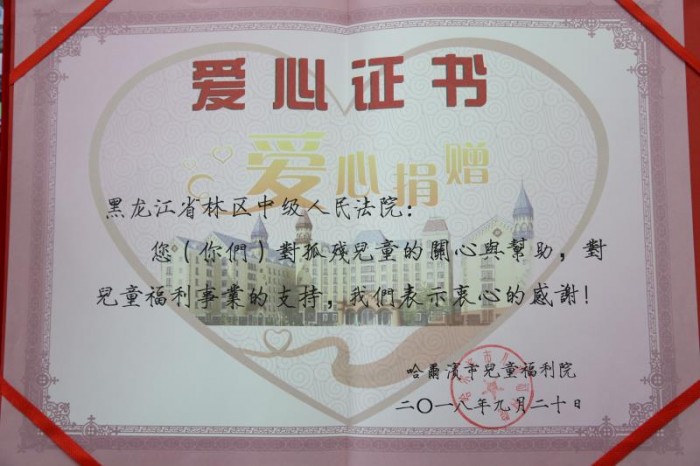 爱心证书
爱心捐赠
黑龙江省林区中级人民法院：
您（你們）對孤残兒童的關心與幫助，對
兒童福利事業的支持，我們表示衷心的感謝！
哈爾濱市兒童福利院
二〇一八年九月二十日